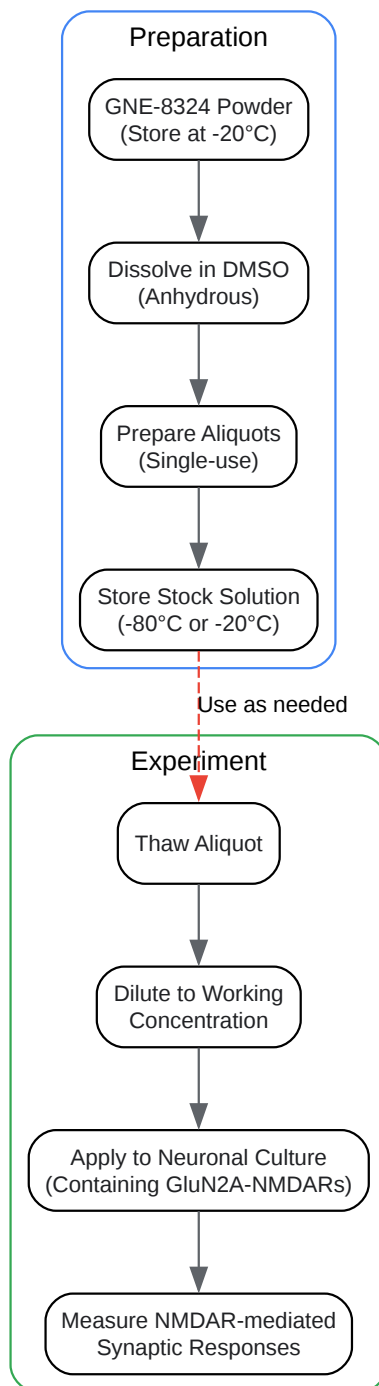 Preparation
GNE-8324 Powder
(Store at -20°C)
Dissolve in DMSO
(Anhydrous)
Prepare Aliquots
(Single-use)
Store Stock Solution
(-80°C or -20°C)
Use as needed
Experiment
Thaw Aliquot
Dilute to Working
Concentration
Apply to Neuronal Culture
(Containing GluN2A-NMDARs)
Measure NMDAR-mediated
Synaptic Responses